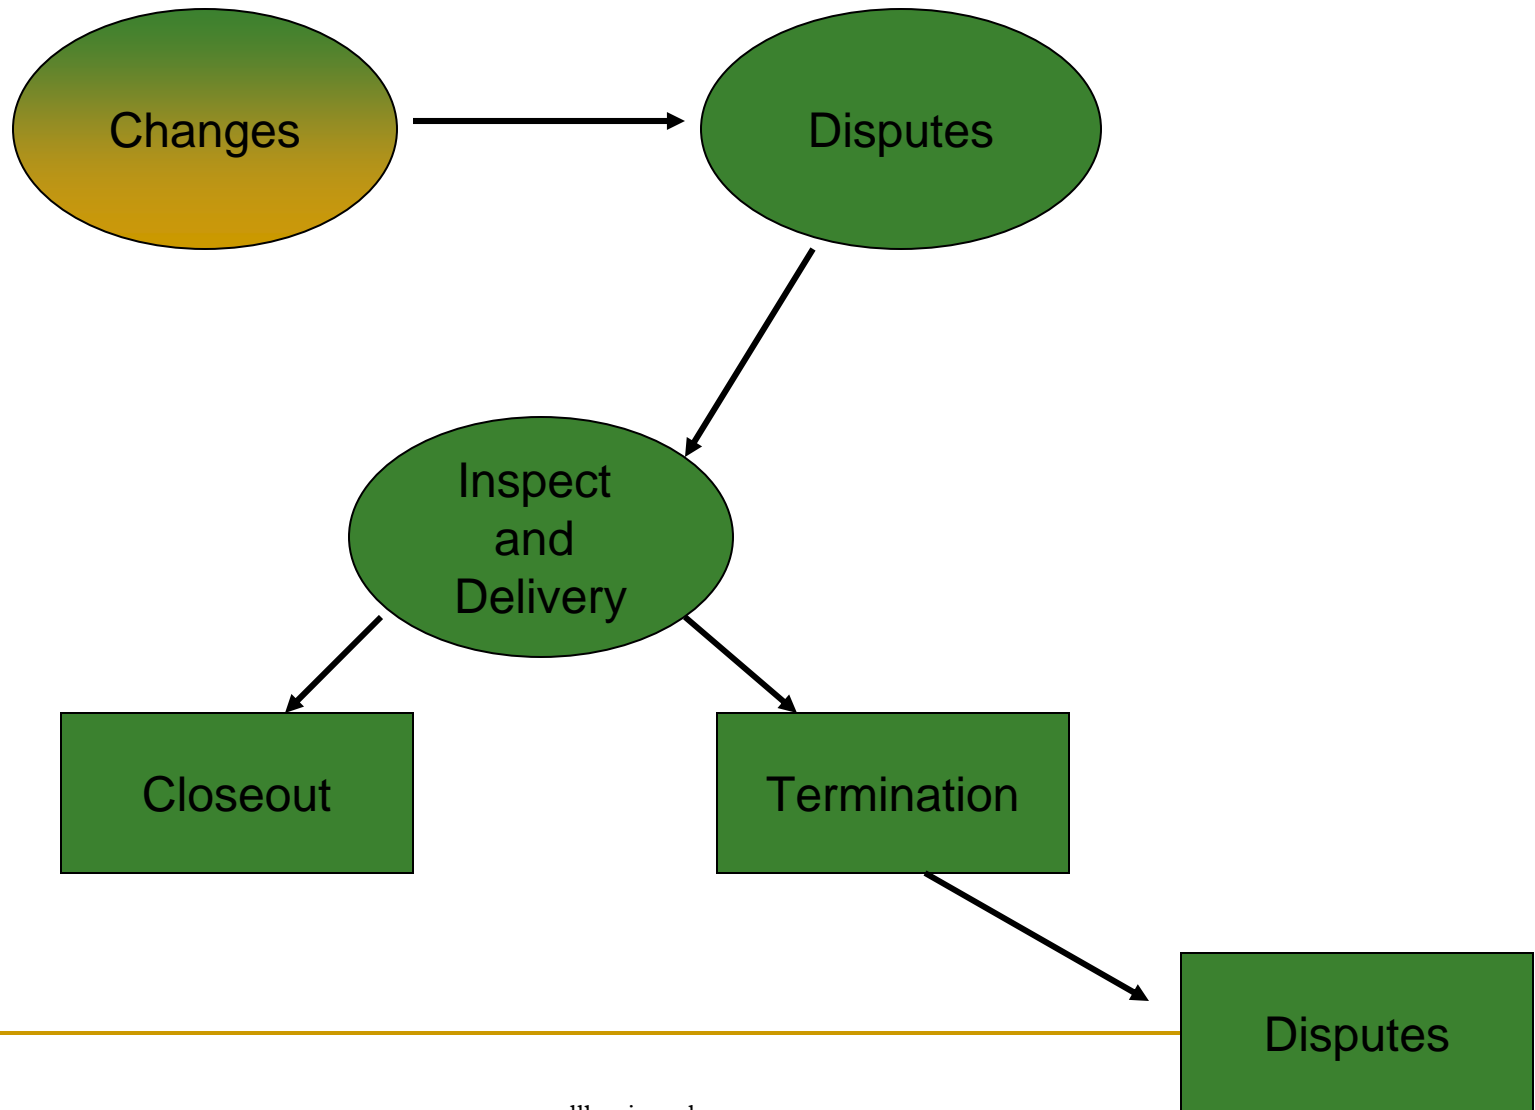 Changes
Disputes
Inspect
and
Delivery
Closeout
Termination
Disputes